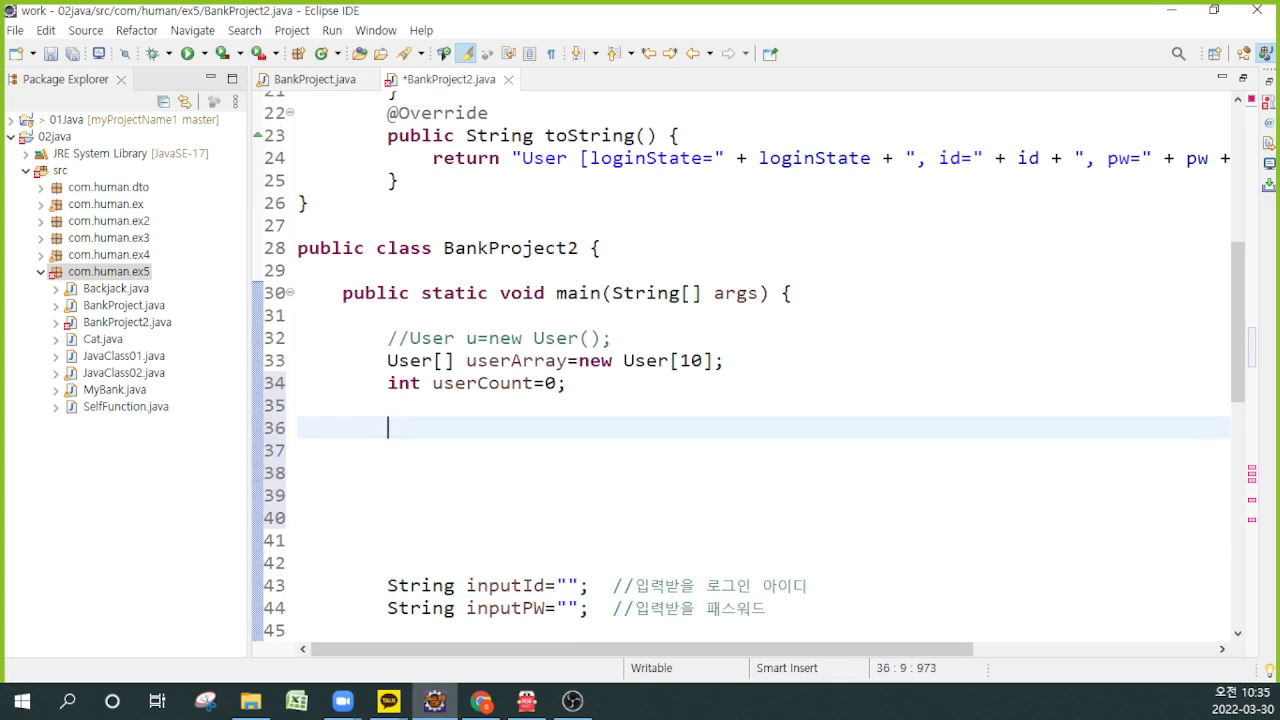 work - 02java/src/com/human/ex5/BankProject2.java - Eclipse IDE
File Edit Source Refactor Navigate Search Project Run Window Help
Package Explorer
BankProject.java
*BankProject2.java
> 01Java [myProjectName1 master]
02java
JRE System Library [JavaSE-17]
src
com.human.dto
com.human.ex
com.human.ex2
com.human.ex3
com.human.ex4
com.human.ex5
Backjack.java
BankProject.java
BankProject2.java
Cat.java
JavaClass01.java
JavaClass02.java
MyBank.java
SelfFunction.java
21 }
22 @Override
23 public String toString() {
24 return "User [loginState=" + loginState + ", id=" + id + ", pw=" + pw +
25 }
26 }
27
28 public class BankProject2 {
29
30 public static void main(String[] args) {
31
32 //User u=new User();
33 User[] userArray=new User[10];
34 int userCount=0;
35
36
37
38
39
40
41
42
43 String inputId=""; //입력받을 로그인 아이디
44 String inputPW=""; //입력받을 패스워드
45
Writable Smart Insert 36 : 9 : 973
TALK
PDF
오전 10:35
2022-03-30